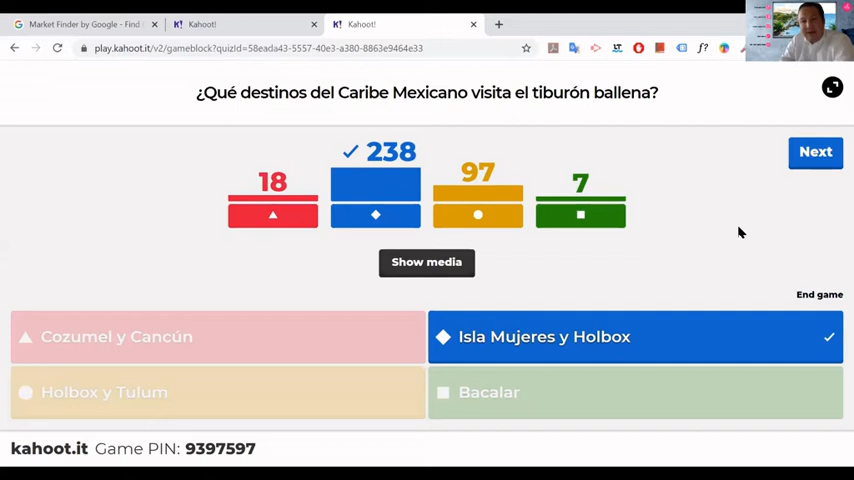 Market Finder by Google - Find
Kahoot!
Kahoot!
play.kahoot.it/v2/gameblock?quizId=58eada43-5557-40e3-a380-8863e9464e33
¿Qué destinos del Caribe Mexicano visita el tiburón ballena?
18
238
97
7
Next
Show media
End game
Cozumel y Cancún
Isla Mujeres y Holbox
Holbox y Tulum
Bacalar
kahoot.it Game PIN: 9397597